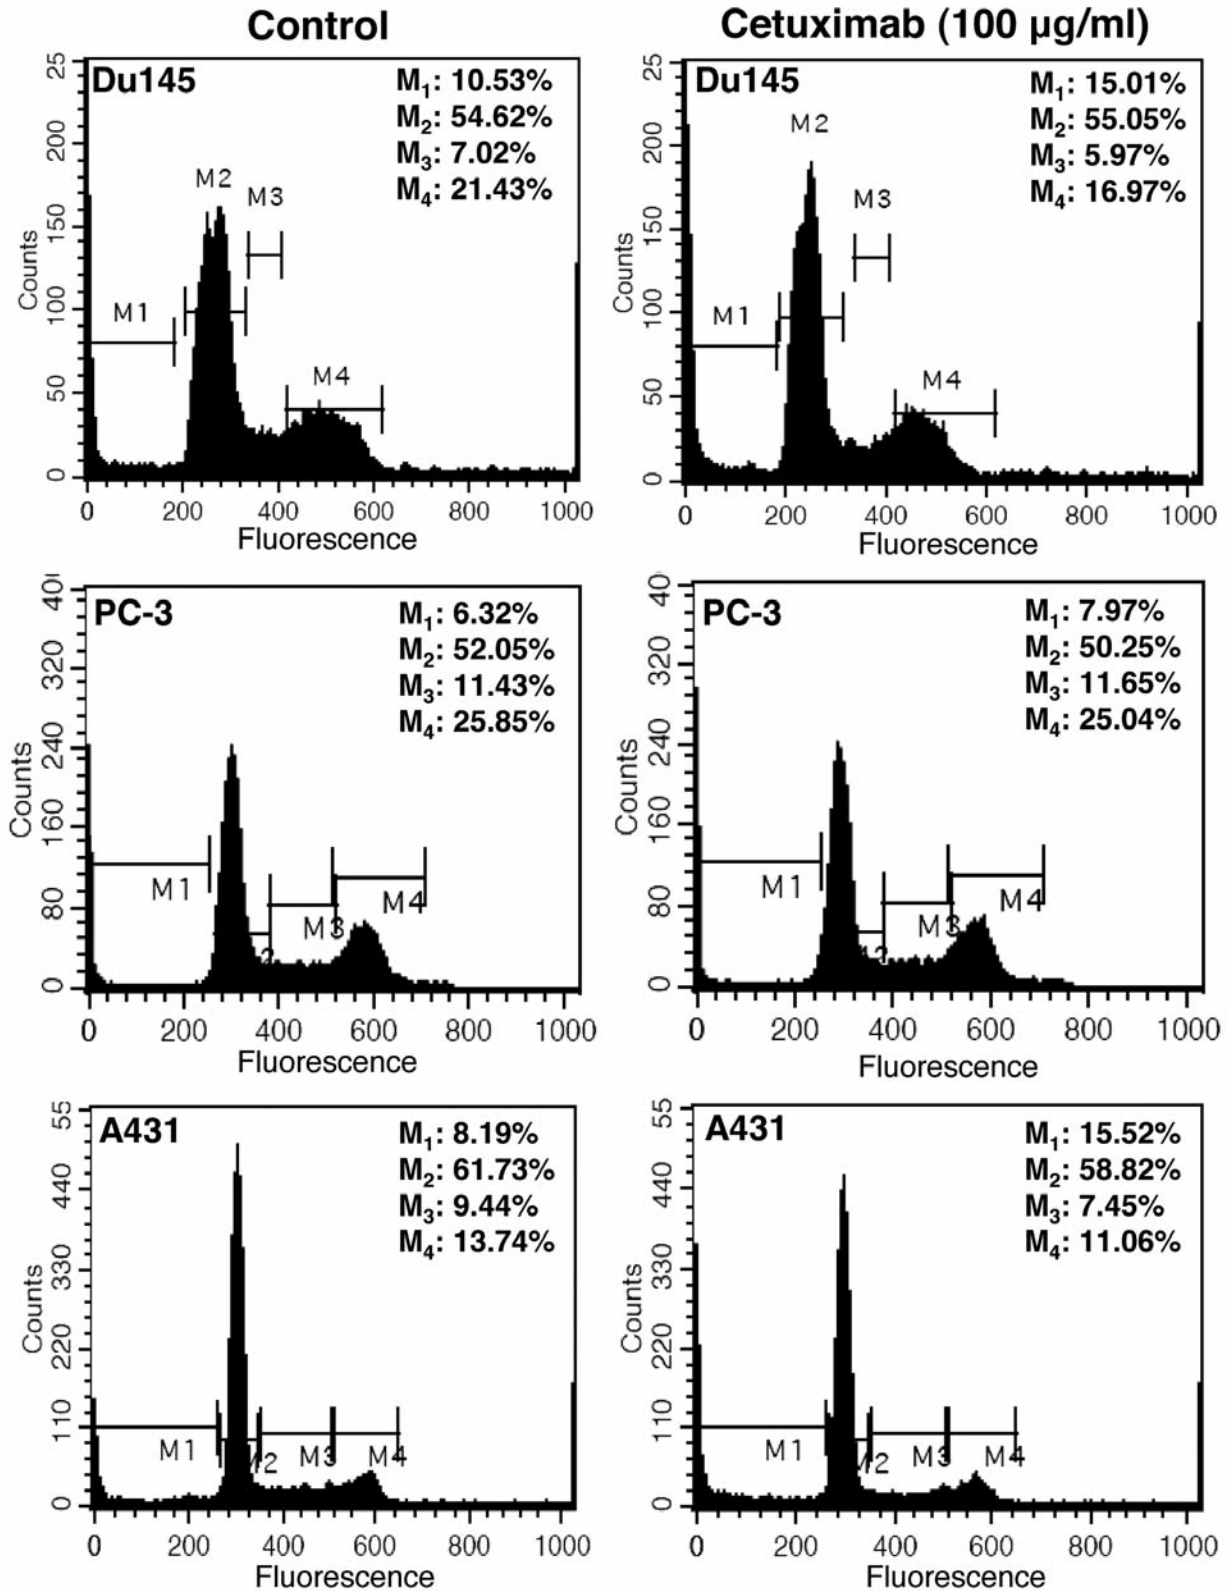 Control
Cetuximab (100 µg/ml)
Du145
M1: 10.53%
M2: 54.62%
M3: 7.02%
M4: 21.43%
M1
M2
M3
M4
Counts
0 50 100 150 200 25
0 200 400 600 800 1000
Fluorescence
Du145
M1: 15.01%
M2: 55.05%
M3: 5.97%
M4: 16.97%
M1
M2
M3
M4
Counts
0 50 100 150 200 25
0 200 400 600 800 1000
Fluorescence
PC-3
M1: 6.32%
M2: 52.05%
M3: 11.43%
M4: 25.85%
M1
2
M3
M4
Counts
0 80 160 240 320 40
0 200 400 600 800 1000
Fluorescence
PC-3
M1: 7.97%
M2: 50.25%
M3: 11.65%
M4: 25.04%
M1
M3
M4
Counts
0 80 160 240 320 40
0 200 400 600 800 1000
Fluorescence
A431
M1: 8.19%
M2: 61.73%
M3: 9.44%
M4: 13.74%
M1
M2
M3
M4
Counts
0 110 220 330 440 55
0 200 400 600 800 1000
Fluorescence
A431
M1: 15.52%
M2: 58.82%
M3: 7.45%
M4: 11.06%
M1
M2
M3
M4
Counts
0 110 220 330 440 55
0 200 400 600 800 1000
Fluorescence